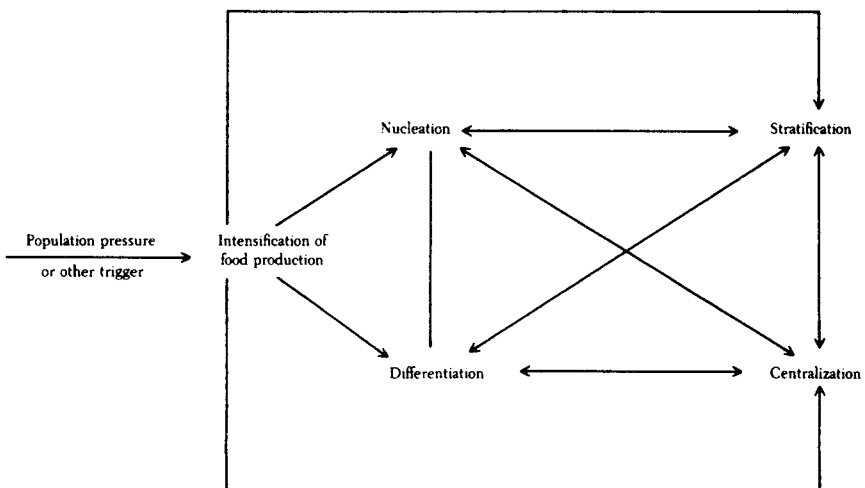 Nucleation
Stratification
Population pressure
or other trigger
Intensification of
food production
Differentiation
Centralization